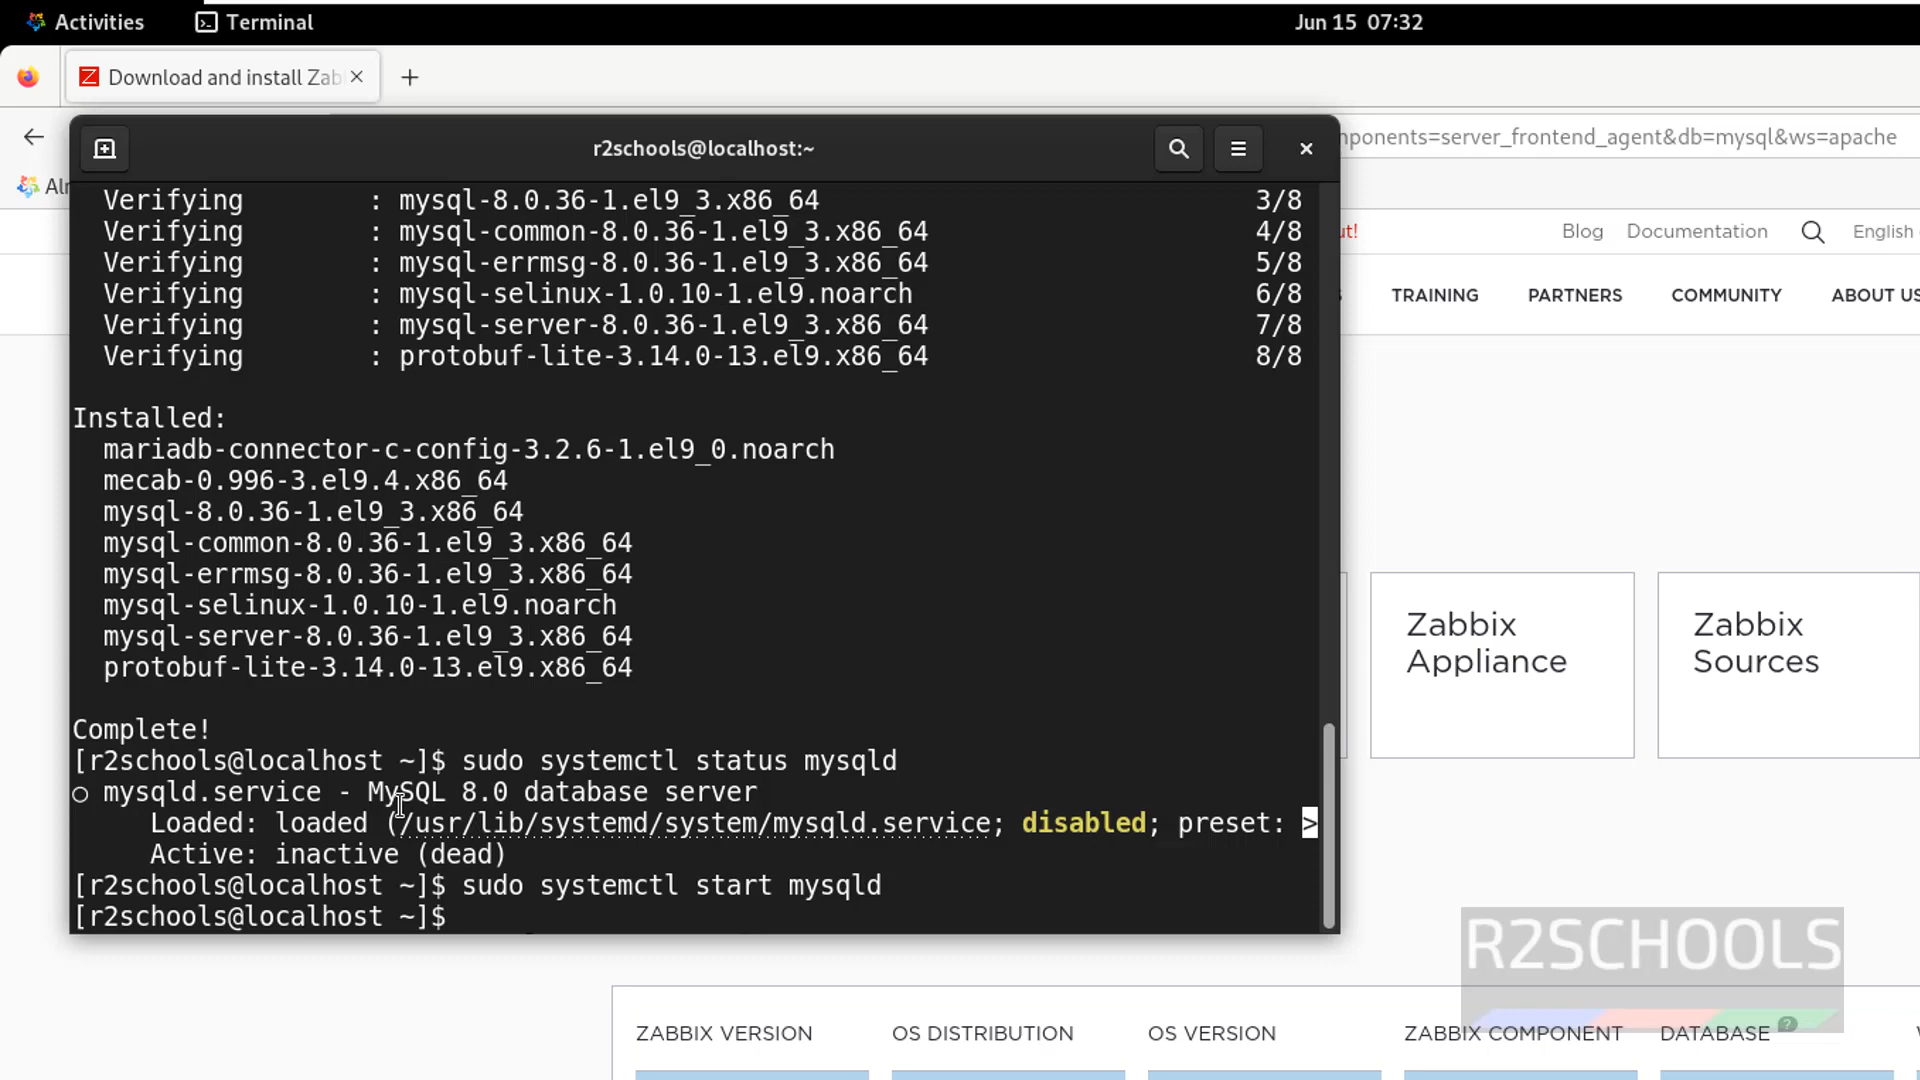 Activities Terminal Jun 15 07:32
Download and install Zab
r2schools@localhost:~
nponents=server_frontend_agent&db=mysql&ws=apache
Verifying : mysql-8.0.36-1.el9_3.x86_64 3/8
Verifying : mysql-common-8.0.36-1.el9_3.x86_64 4/8
Verifying : mysql-errmsg-8.0.36-1.el9_3.x86_64 5/8
Verifying : mysql-selinux-1.0.10-1.el9.noarch 6/8
Verifying : mysql-server-8.0.36-1.el9_3.x86_64 7/8
Verifying : protobuf-lite-3.14.0-13.el9.x86_64 8/8
Installed:
mariadb-connector-c-config-3.2.6-1.el9_0.noarch
mecab-0.996-3.el9.4.x86_64
mysql-8.0.36-1.el9_3.x86_64
mysql-common-8.0.36-1.el9_3.x86_64
mysql-errmsg-8.0.36-1.el9_3.x86_64
mysql-selinux-1.0.10-1.el9.noarch
mysql-server-8.0.36-1.el9_3.x86_64
protobuf-lite-3.14.0-13.el9.x86_64
Complete!
[r2schools@localhost ~]$ sudo systemctl status mysqld
○ mysqld.service - MySQL 8.0 database server
Loaded: loaded (/usr/lib/systemd/system/mysqld.service; disabled; preset: >
Active: inactive (dead)
[r2schools@localhost ~]$ sudo systemctl start mysqld
[r2schools@localhost ~]$
Blog Documentation English
TRAINING PARTNERS COMMUNITY ABOUT US
Zabbix
Appliance
Zabbix
Sources
R2SCHOOLS
ZABBIX VERSION OS DISTRIBUTION OS VERSION ZABBIX COMPONENT DATABASE